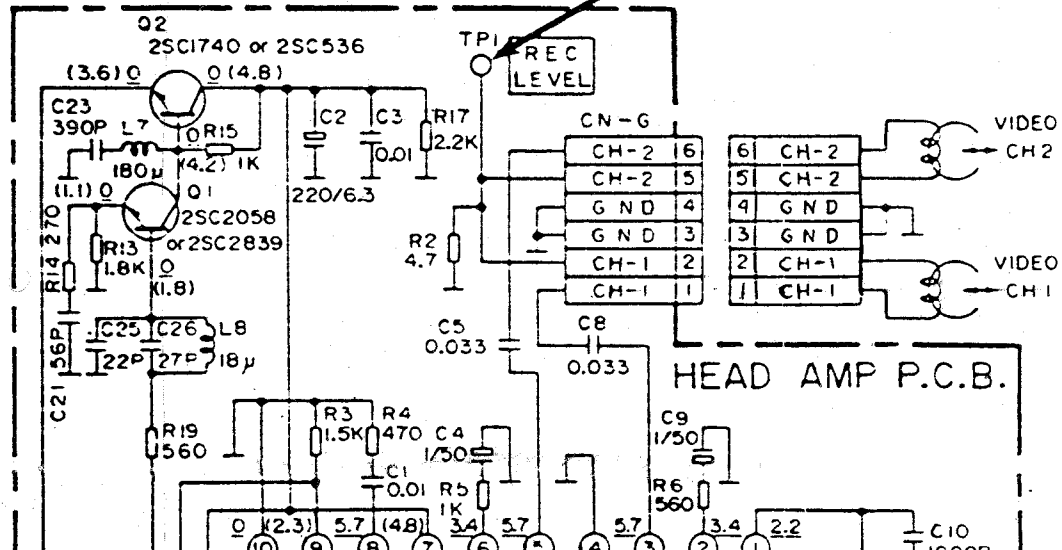 Q2
2SC1740 or 2SC536
(3.6) 0
0 (4.8)
TP1
REC
LEVEL
C23
390P
L7
180μ
0
(4.2)
R15
1K
C2
220/6.3
C3
0.01
R17
2.2K
CN-G
CH-2 6
CH-2 5
GND 4
GND 3
CH-1 2
CH-1 1
6 CH-2
5 CH-2
4 GND
3 GND
2 CH-1
1 CH-1
VIDEO
CH2
VIDEO
CH1
(1.1) 0
Q1
2SC2058
or 2SC2839
R14 270
R13
1.8K
0
(1.8)
R2
4.7
C21 56P
C25
22P
C26
27P
L8
18μ
C5
0.033
C8
0.033
HEAD AMP P.C.B.
R19
560
R3
1.5K
R4
470
C1
0.01
C4
1/50
R5
1K
C9
1/50
R6
560
0 (2.3) 5.7 (4.8) 3.4 5.7 5.7 3.4 2.2
10 9 8 7 6 5 4 3 2 1
C10